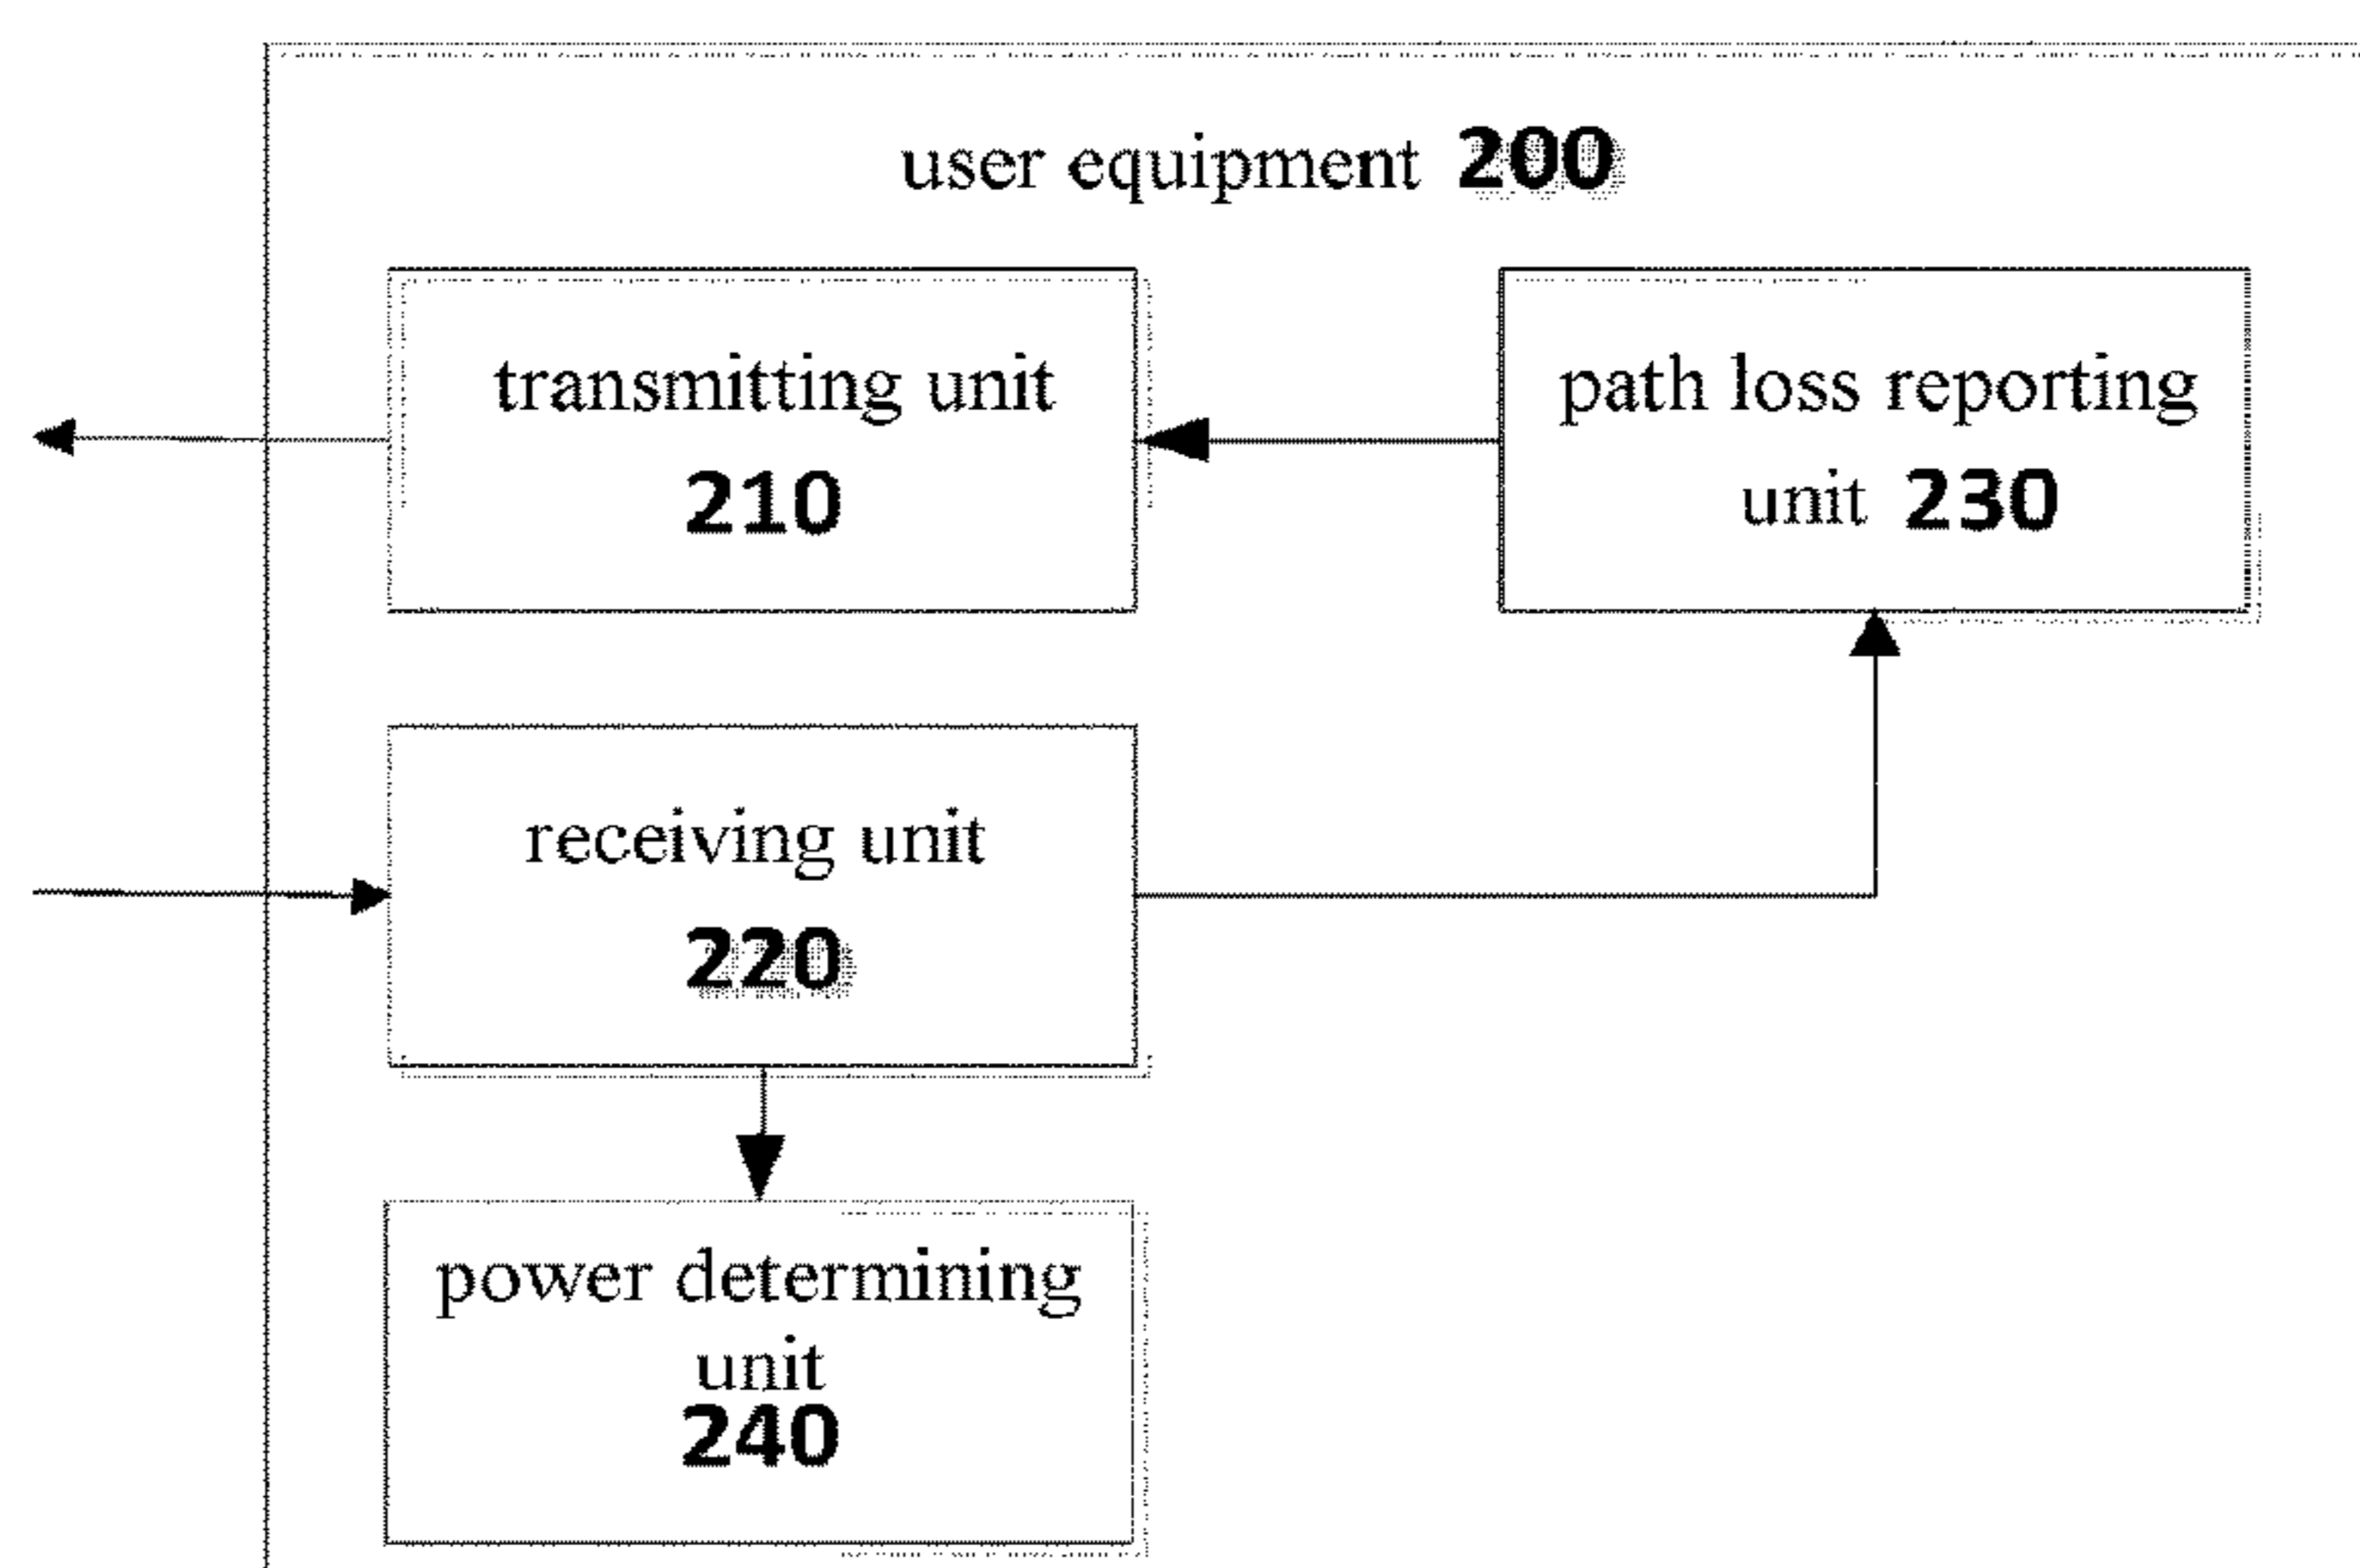 user equipment 200
transmitting unit
210
path loss reporting
unit 230
receiving unit
220
power determining
unit
240